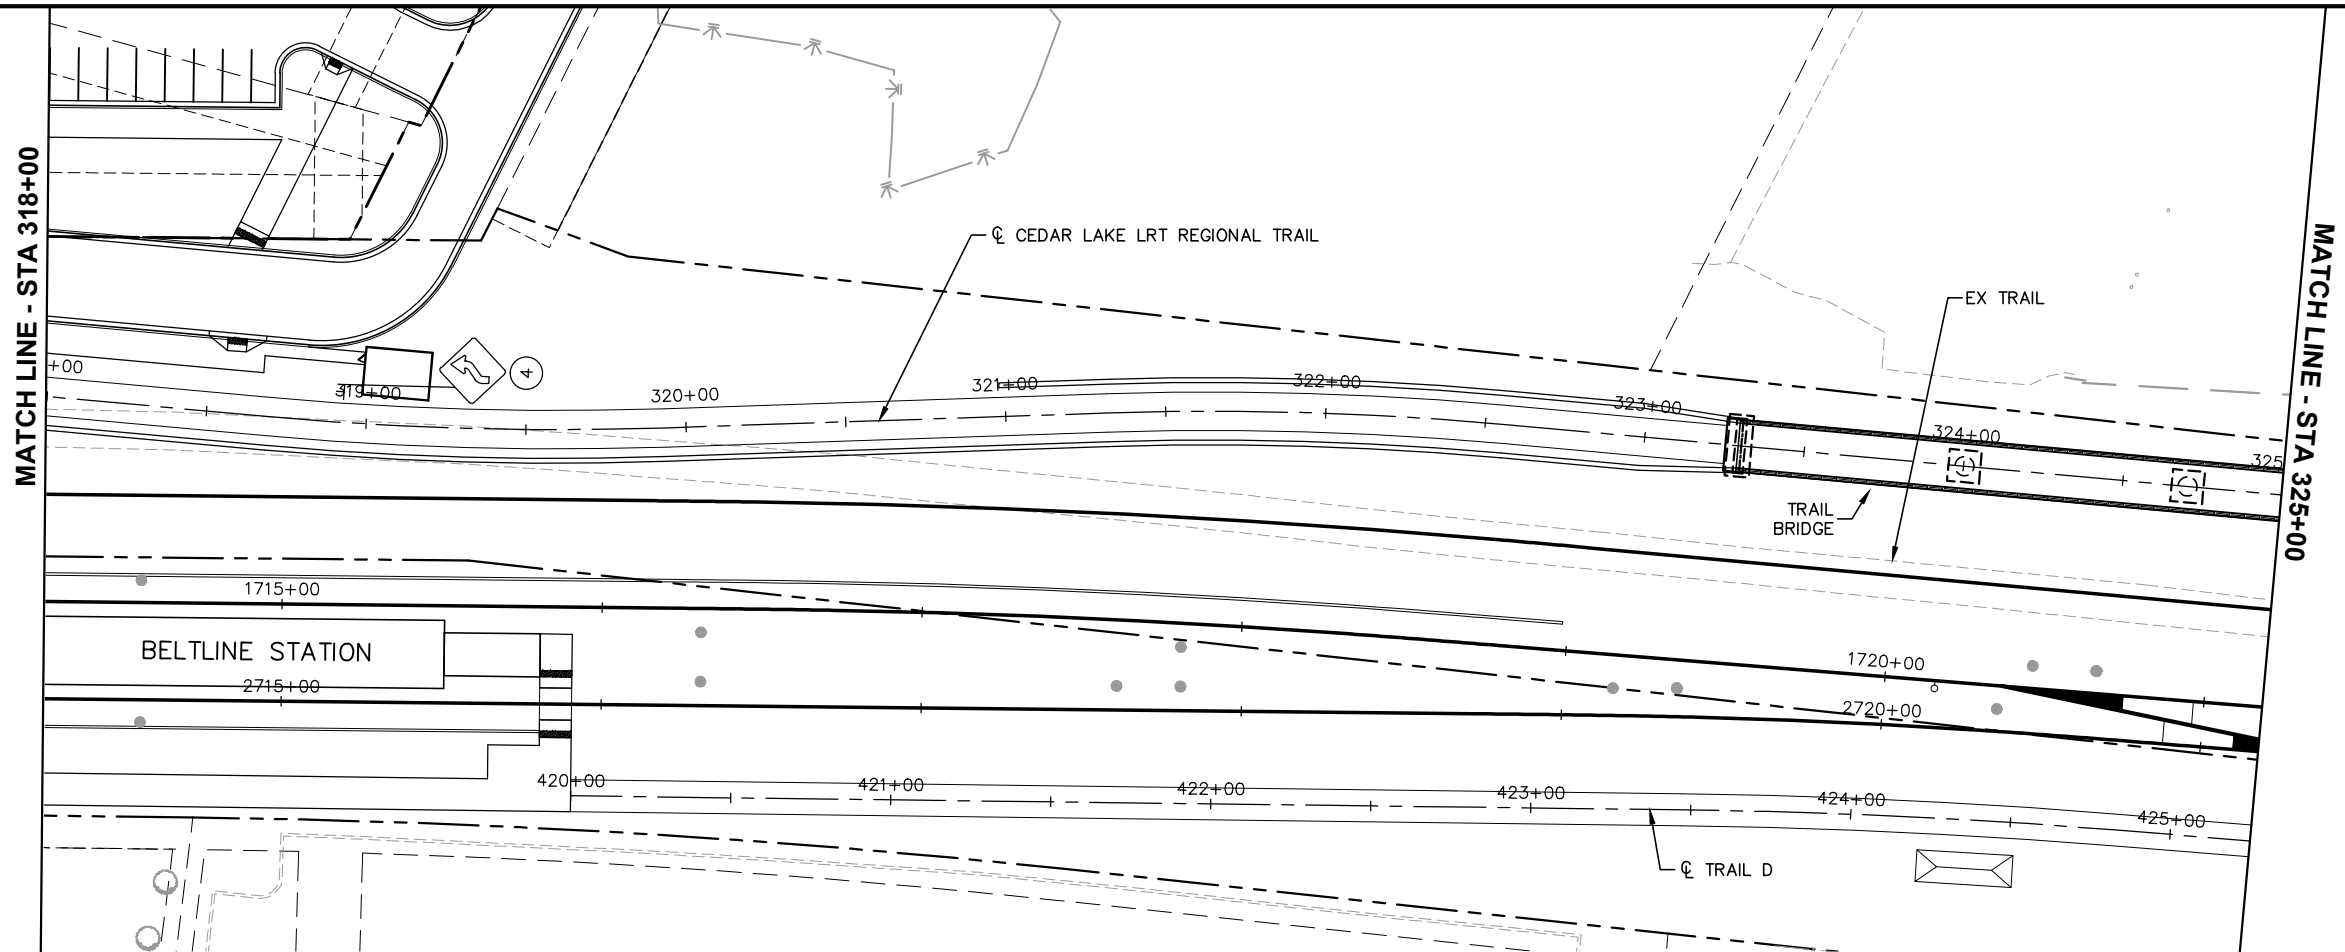 MATCH LINE - STA 318+00
℄ CEDAR LAKE LRT REGIONAL TRAIL
EX TRAIL
MATCH LINE - STA 325+00
+00
319+00
4
320+00
321+00
322+00
323+00
324+00
325
TRAIL
BRIDGE
1715+00
BELTLINE STATION
2715+00
1720+00
2720+00
420+00
421+00
422+00
423+00
424+00
425+00
℄ TRAIL D